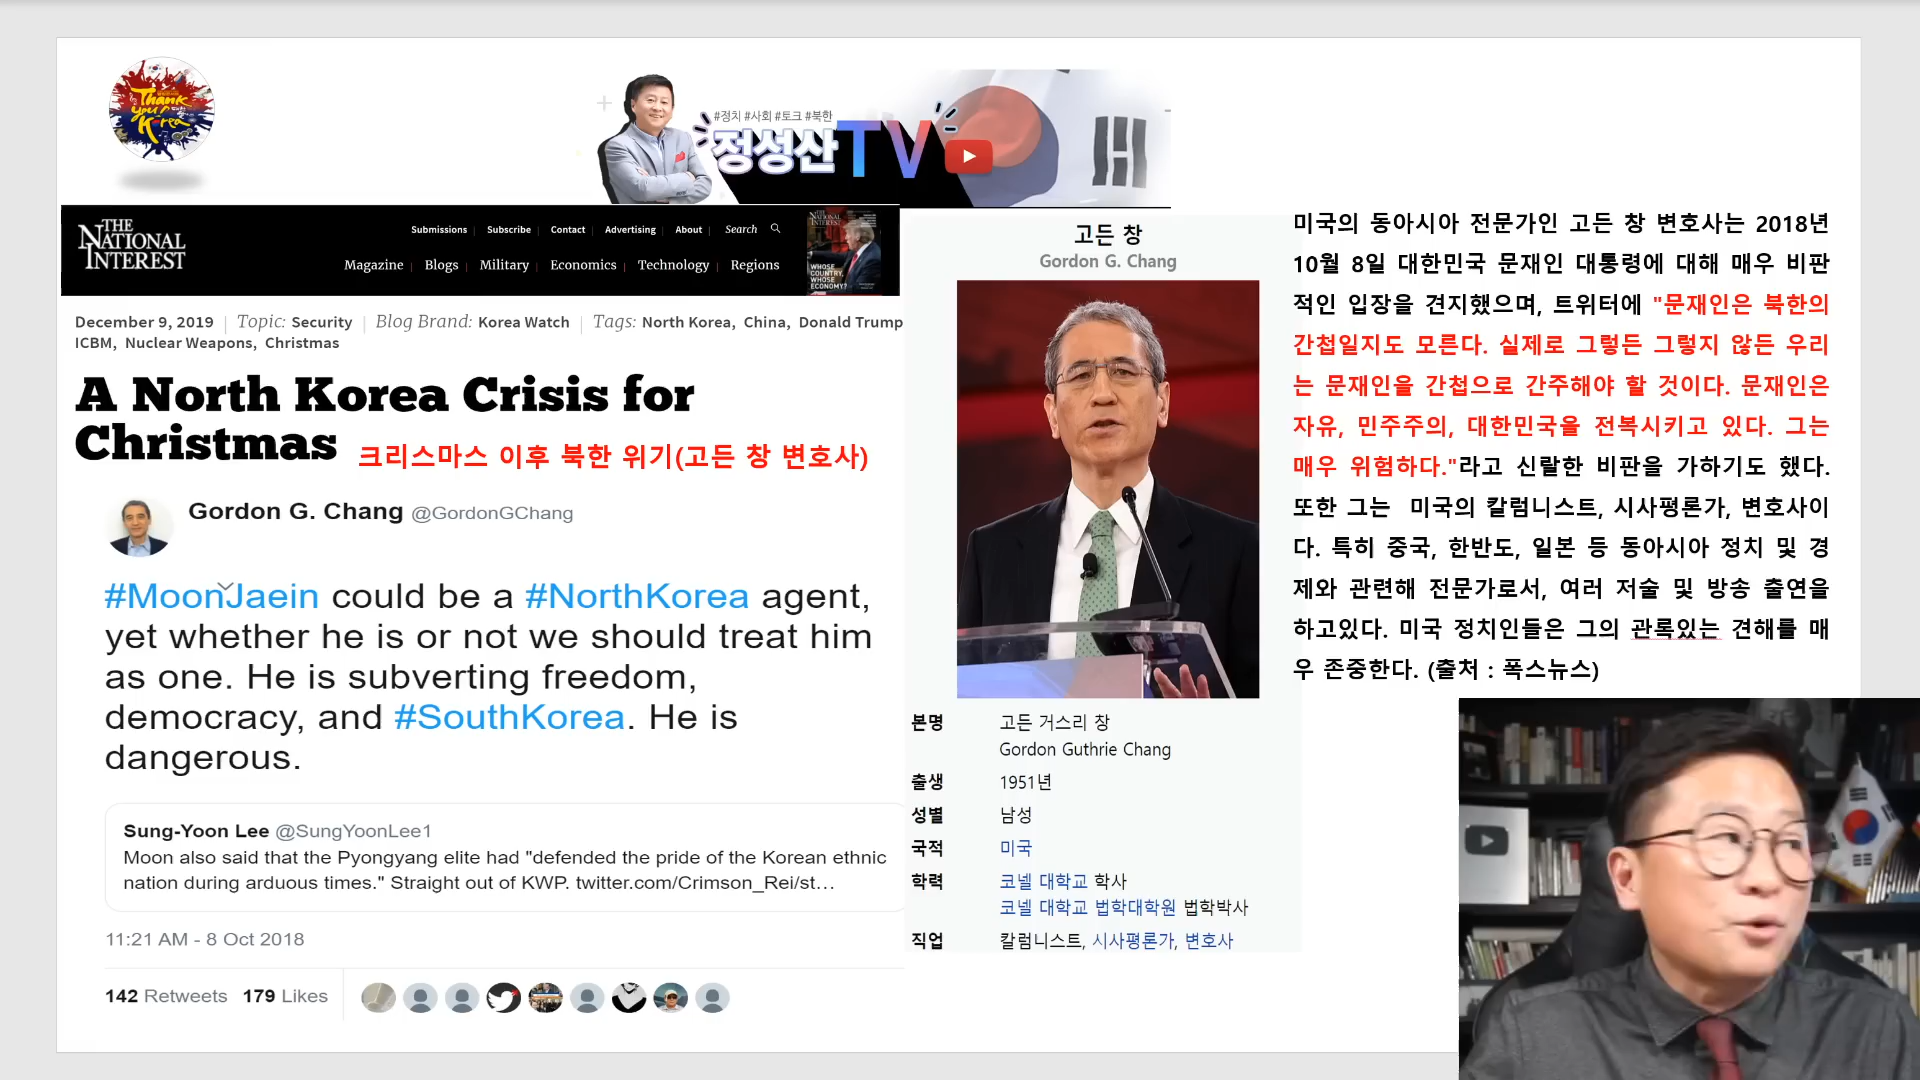 Thank
you
Korea
#정치 #사회 #토크 #북한
정성산TV
THE
NATIONAL
INTEREST
Submissions
Subscribe
Contact
Advertising
About
Search
Magazine
Blogs
Military
Economics
Technology
Regions
WHOSE
COUNTRY,
WHOSE
ECONOMY?
December 9, 2019 Topic: Security Blog Brand: Korea Watch Tags: North Korea, China, Donald Trump
ICBM, Nuclear Weapons, Christmas
A North Korea Crisis for
Christmas
크리스마스 이후 북한 위기(고든 창 변호사)
Gordon G. Chang @GordonGChang
#MoonJaein could be a #NorthKorea agent,
yet whether he is or not we should treat him
as one. He is subverting freedom,
democracy, and #SouthKorea. He is
dangerous.
Sung-Yoon Lee @SungYoonLee1
Moon also said that the Pyongyang elite had "defended the pride of the Korean ethnic
nation during arduous times." Straight out of KWP. twitter.com/Crimson_Rei/st…
11:21 AM - 8 Oct 2018
142 Retweets 179 Likes
고든 창
Gordon G. Chang
본명 고든 거스리 창
Gordon Guthrie Chang
출생 1951년
성별 남성
국적 미국
학력 코넬 대학교 학사
코넬 대학교 법학대학원 법학박사
직업 칼럼니스트, 시사평론가, 변호사
미국의 동아시아 전문가인 고든 창 변호사는 2018년
10월 8일 대한민국 문재인 대통령에 대해 매우 비판
적인 입장을 견지했으며, 트위터에 "문재인은 북한의
간첩일지도 모른다. 실제로 그렇든 그렇지 않든 우리
는 문재인을 간첩으로 간주해야 할 것이다. 문재인은
자유, 민주주의, 대한민국을 전복시키고 있다. 그는
매우 위험하다."라고 신랄한 비판을 가하기도 했다.
또한 그는 미국의 칼럼니스트, 시사평론가, 변호사이
다. 특히 중국, 한반도, 일본 등 동아시아 정치 및 경
제와 관련해 전문가로서, 여러 저술 및 방송 출연을
하고있다. 미국 정치인들은 그의 관록있는 견해를 매
우 존중한다. (출처 : 폭스뉴스)